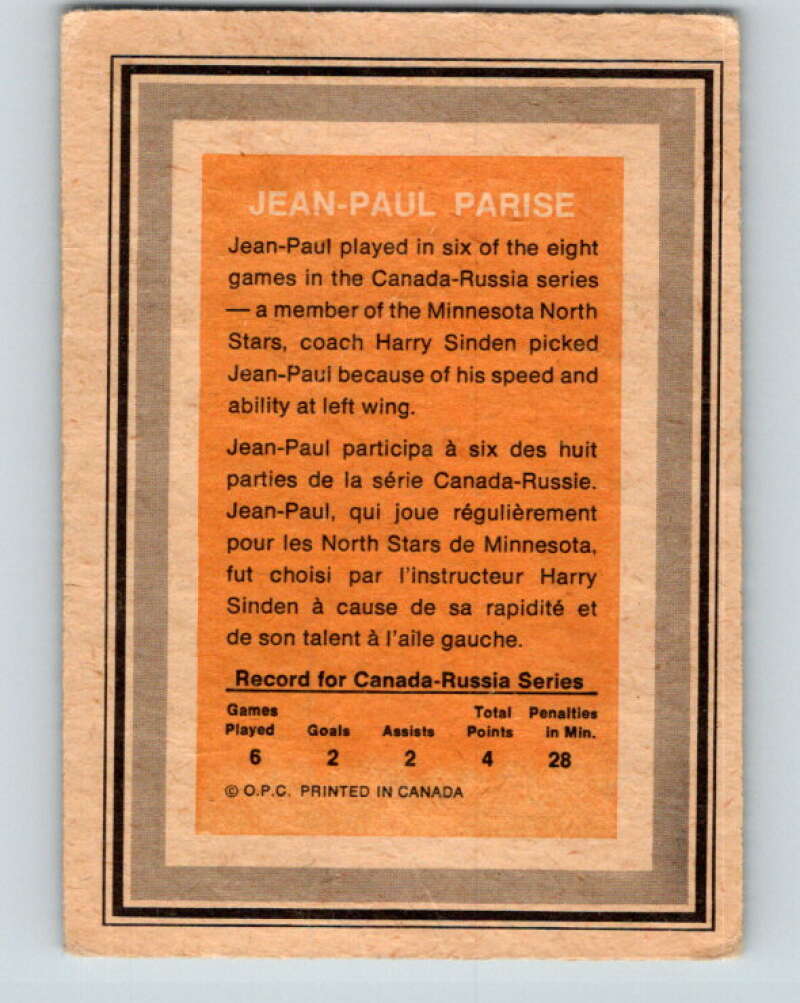 JEAN-PAUL PARISE
Jean-Paul played in six of the eight
games in the Canada-Russia series
— a member of the Minnesota North
Stars, coach Harry Sinden picked
Jean-Paul because of his speed and
ability at left wing.
Jean-Paul participa à six des huit
parties de la série Canada-Russie.
Jean-Paul, qui joue régulièrement
pour les North Stars de Minnesota,
fut choisi par l'instructeur Harry
Sinden à cause de sa rapidité et
de son talent à l'aile gauche.
Record for Canada-Russia Series
Games Total Penalties
Played Goals Assists Points in Min.
6 2 2 4 28
© O.P.C. PRINTED IN CANADA